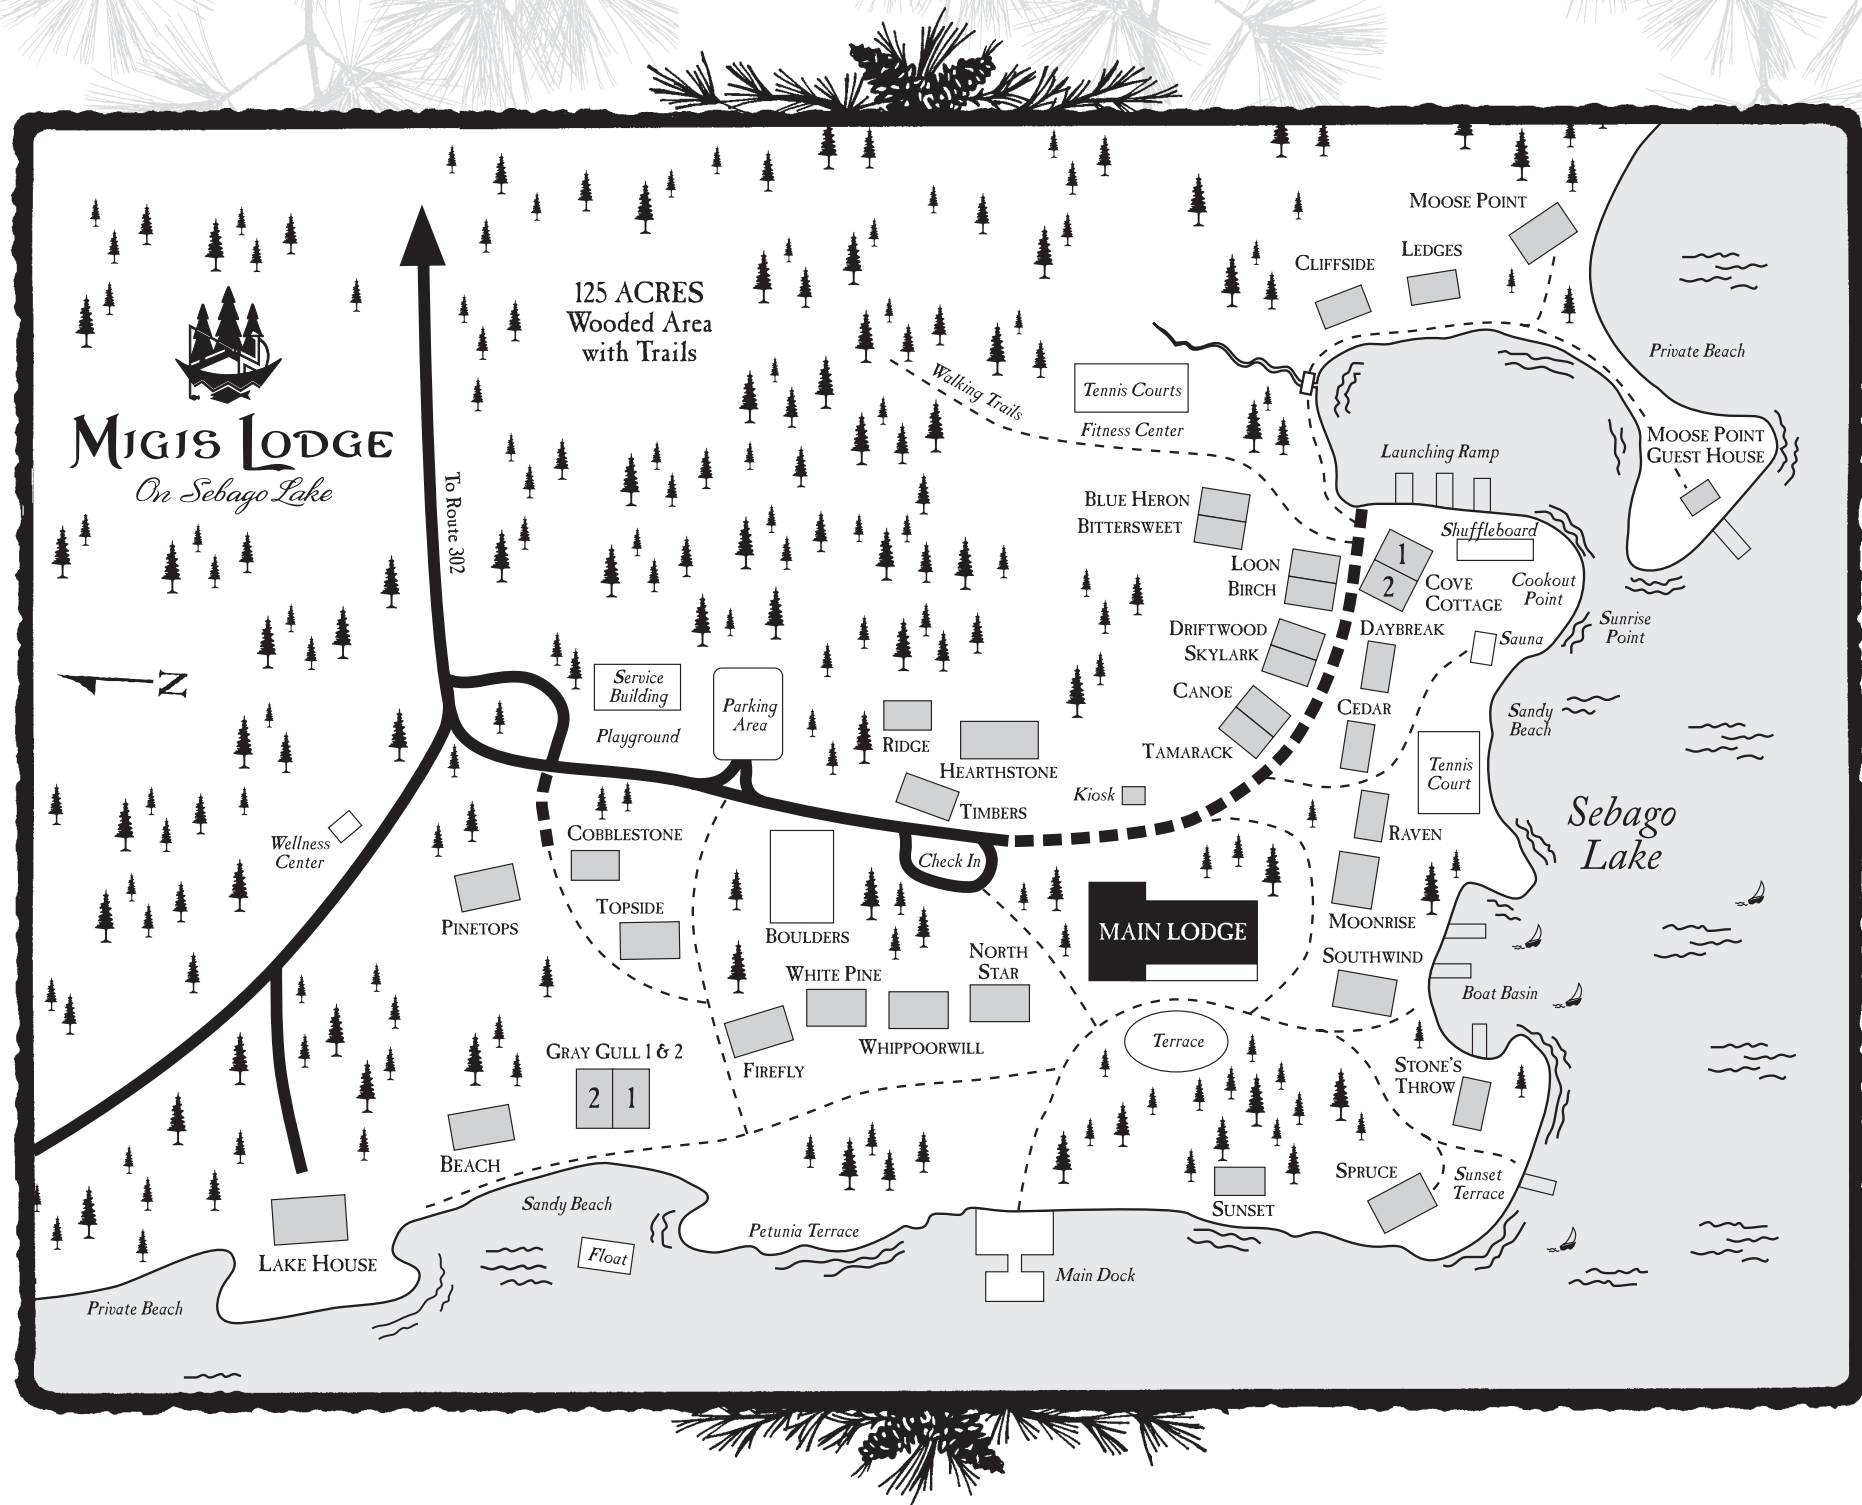 MIGIS LODGE
On Sebago Lake
To Route 302
125 ACRES
Wooded Area
with Trails
Walking Trails
Tennis Courts
Fitness Center
MOOSE POINT
LEDGES
CLIFFSIDE
Private Beach
MOOSE POINT
GUEST HOUSE
Launching Ramp
BLUE HERON
BITTERSWEET
Shuffleboard
LOON
BIRCH
1
2
COVE
COTTAGE
Cookout
Point
Sunrise
Point
DRIFTWOOD
SKYLARK
DAYBREAK
Sauna
CANOE
TAMARACK
CEDAR
Sandy
Beach
Tennis
Court
N
Service
Building
Playground
Parking
Area
RIDGE
HEARTHSTONE
TIMBERS
Kiosk
RAVEN
Sebago
Lake
Wellness
Center
COBBLESTONE
Check In
PINETOPS
TOPSIDE
BOULDERS
MAIN LODGE
MOONRISE
SOUTHWIND
WHITE PINE
NORTH
STAR
Boat Basin
WHIPPOORWILL
FIREFLY
Terrace
GRAY GULL 1 & 2
2
1
STONE'S
THROW
BEACH
SPRUCE
Sunset
Terrace
SUNSET
Sandy Beach
Petunia Terrace
Float
Main Dock
LAKE HOUSE
Private Beach